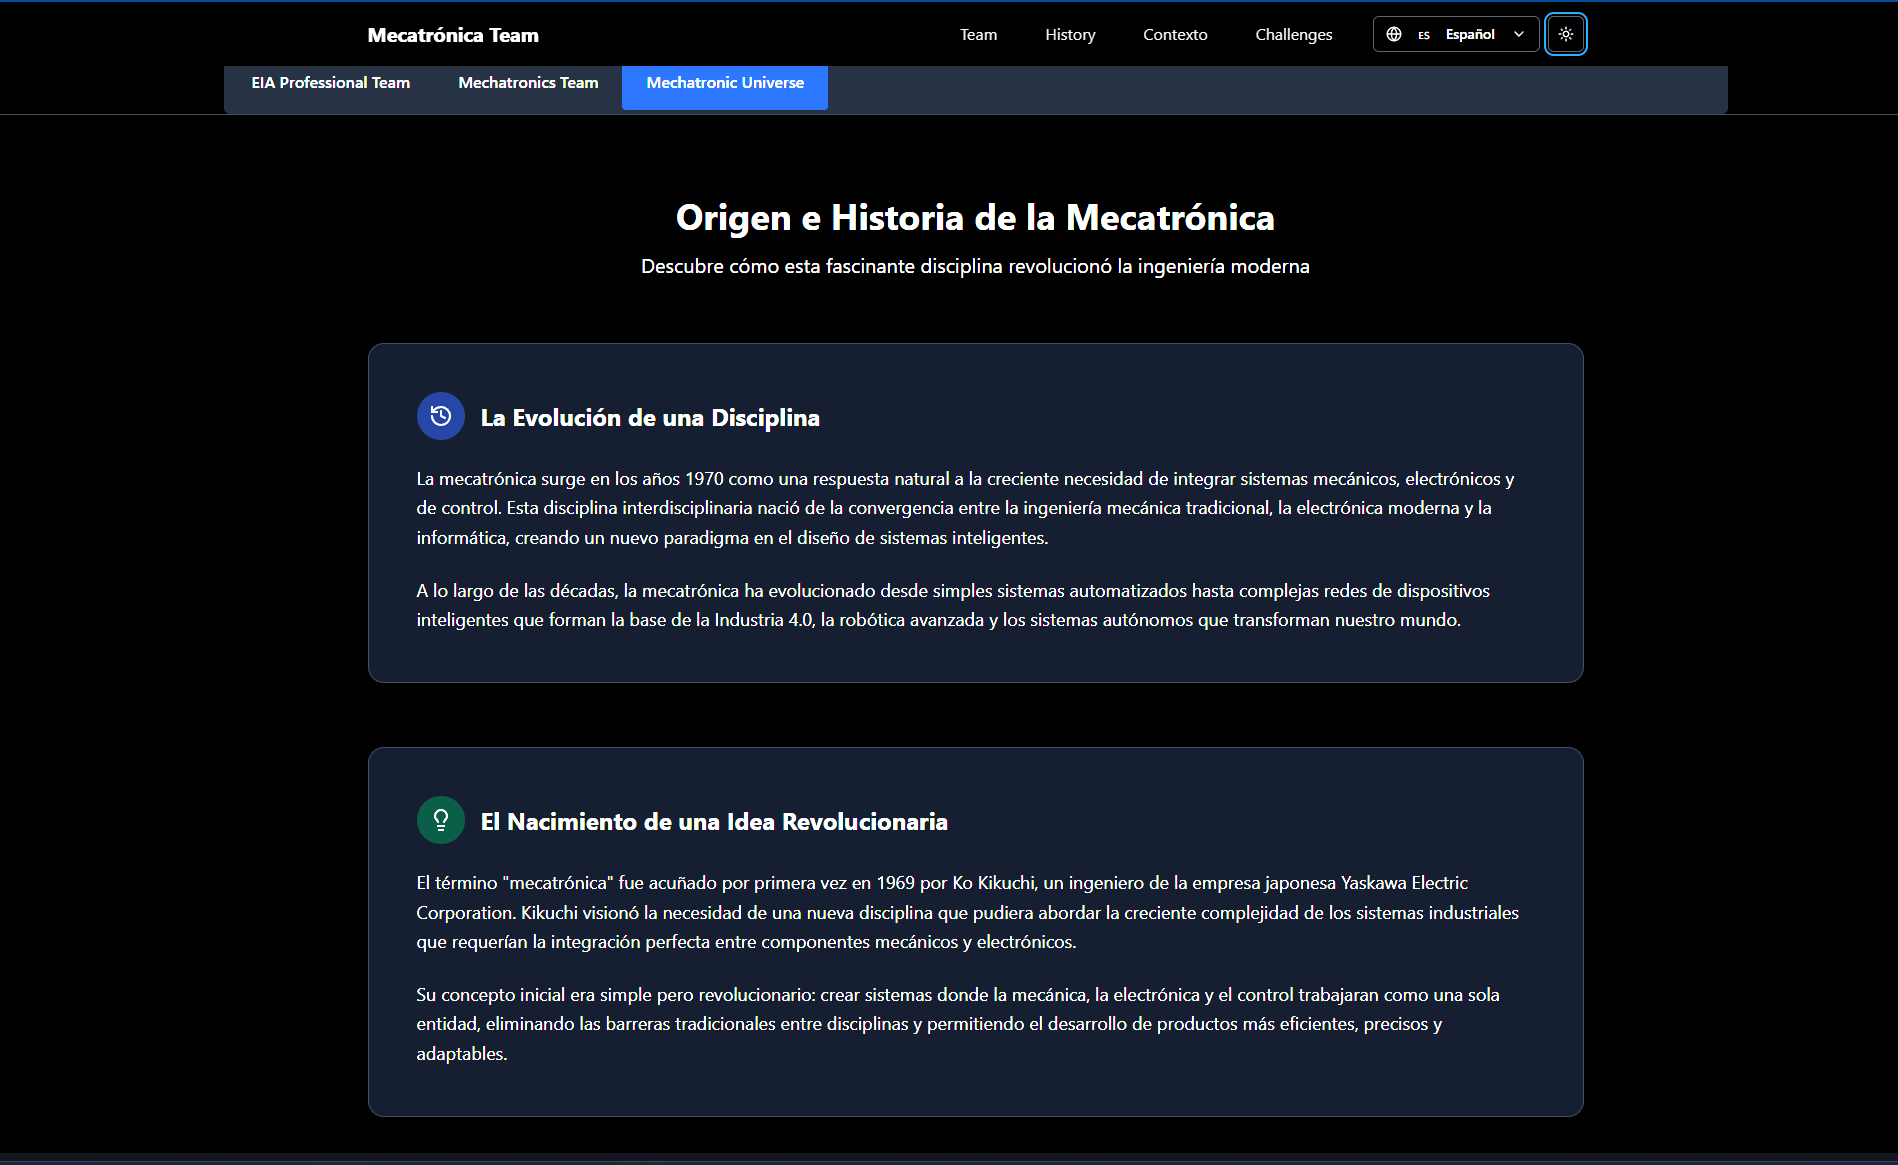 Mecatrónica Team
Team
History
Contexto
Challenges
ES Español
EIA Professional Team
Mechatronics Team
Mechatronic Universe
Origen e Historia de la Mecatrónica
Descubre cómo esta fascinante disciplina revolucionó la ingeniería moderna
La Evolución de una Disciplina
La mecatrónica surge en los años 1970 como una respuesta natural a la creciente necesidad de integrar sistemas mecánicos, electrónicos y
de control. Esta disciplina interdisciplinaria nació de la convergencia entre la ingeniería mecánica tradicional, la electrónica moderna y la
informática, creando un nuevo paradigma en el diseño de sistemas inteligentes.
A lo largo de las décadas, la mecatrónica ha evolucionado desde simples sistemas automatizados hasta complejas redes de dispositivos
inteligentes que forman la base de la Industria 4.0, la robótica avanzada y los sistemas autónomos que transforman nuestro mundo.
El Nacimiento de una Idea Revolucionaria
El término "mecatrónica" fue acuñado por primera vez en 1969 por Ko Kikuchi, un ingeniero de la empresa japonesa Yaskawa Electric
Corporation. Kikuchi visionó la necesidad de una nueva disciplina que pudiera abordar la creciente complejidad de los sistemas industriales
que requerían la integración perfecta entre componentes mecánicos y electrónicos.
Su concepto inicial era simple pero revolucionario: crear sistemas donde la mecánica, la electrónica y el control trabajaran como una sola
entidad, eliminando las barreras tradicionales entre disciplinas y permitiendo el desarrollo de productos más eficientes, precisos y
adaptables.